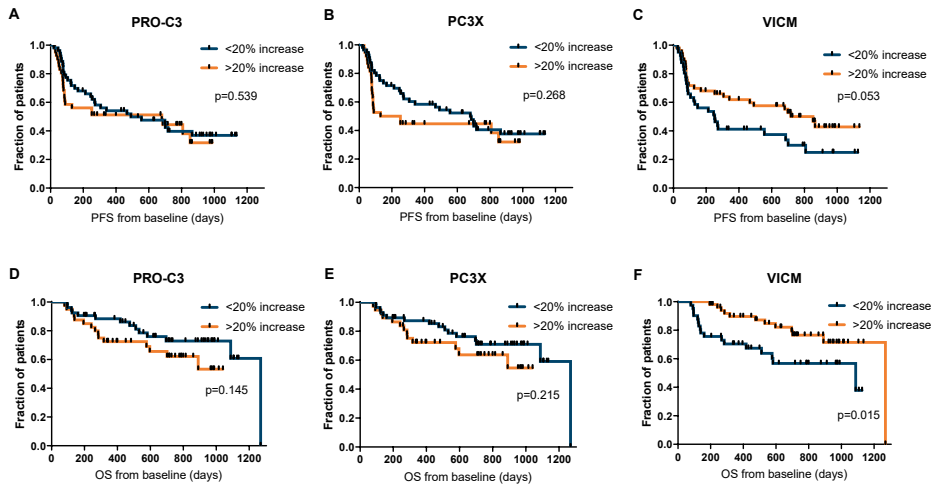 A
PRO-C3
1.0
0.8
0.6
0.4
0.2
0.0
Fraction of patients
0 200 400 600 800 1000 1200
PFS from baseline (days)
<20% increase
>20% increase
p=0.539
B
PC3X
1.0
0.8
0.6
0.4
0.2
0.0
Fraction of patients
0 200 400 600 800 1000 1200
PFS from baseline (days)
<20% increase
>20% increase
p=0.268
C
VICM
1.0
0.8
0.6
0.4
0.2
0.0
Fraction of patients
0 200 400 600 800 1000 1200
PFS from baseline (days)
<20% increase
>20% increase
p=0.053
D
PRO-C3
1.0
0.8
0.6
0.4
0.2
0.0
Fraction of patients
0 200 400 600 800 1000 1200
OS from baseline (days)
<20% increase
>20% increase
p=0.145
E
PC3X
1.0
0.8
0.6
0.4
0.2
0.0
Fraction of patients
0 200 400 600 800 1000 1200
OS from baseline (days)
<20% increase
>20% increase
p=0.215
F
VICM
1.0
0.8
0.6
0.4
0.2
0.0
Fraction of patients
0 200 400 600 800 1000 1200
OS from baseline (days)
<20% increase
>20% increase
p=0.015